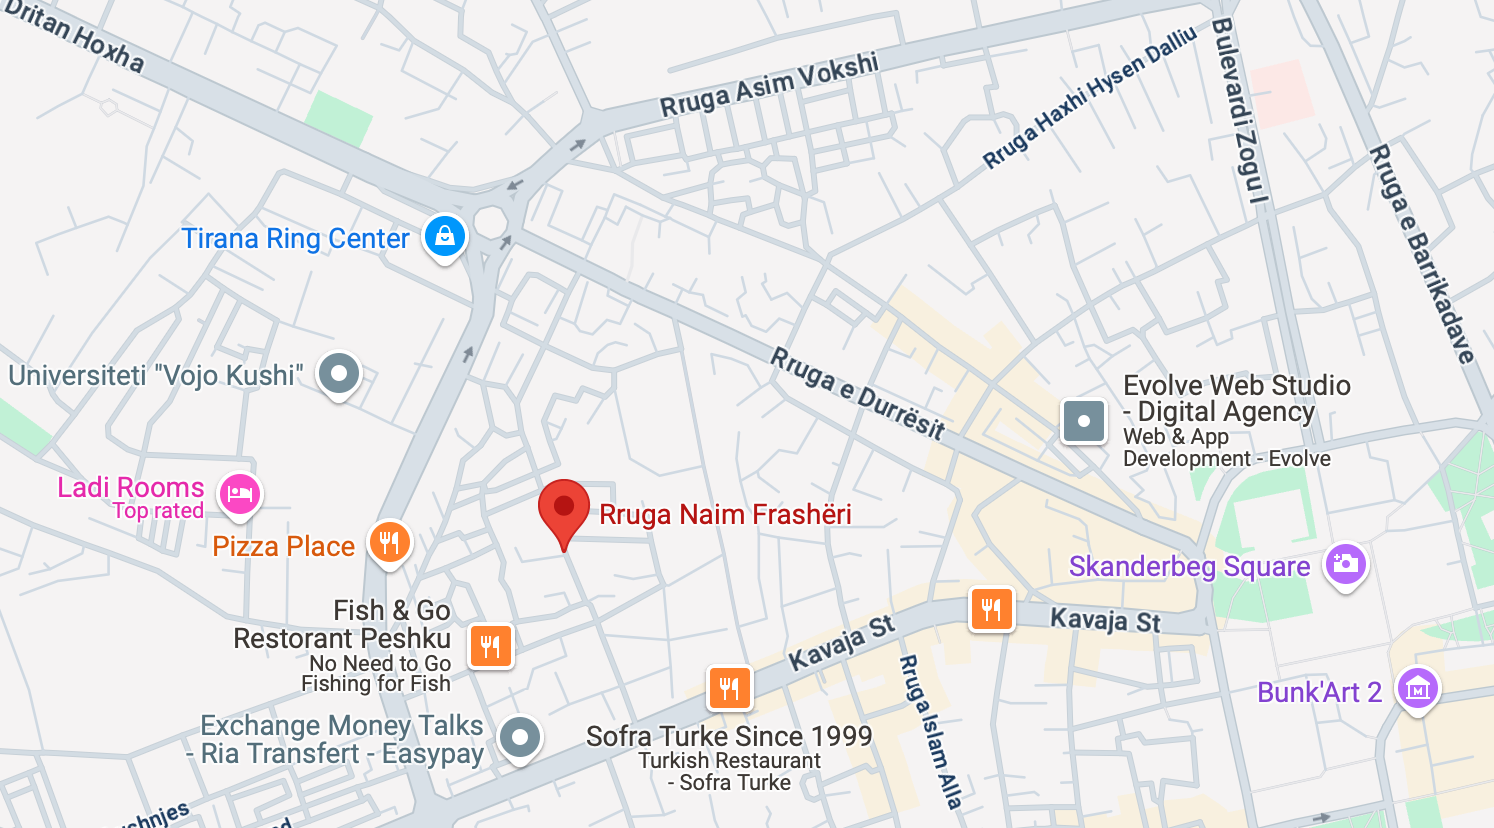 Dritan Hoxha
Rruga Asim Vokshi
Rruga Haxhi Hysen Dalliu
Bulevardi Zogu I
Rruga e Barrikadave
Tirana Ring Center
Universiteti "Vojo Kushi"
Rruga e Durrësit
Evolve Web Studio
- Digital Agency
Web & App
Development - Evolve
Ladi Rooms
Top rated
Pizza Place
Rruga Naim Frashëri
Skanderbeg Square
Fish & Go
Restorant Peshku
No Need to Go
Fishing for Fish
Kavaja St
Kavaja St
Rruga Islam Alla
Bunk'Art 2
Exchange Money Talks
- Ria Transfert - Easypay
Sofra Turke Since 1999
Turkish Restaurant
- Sofra Turke